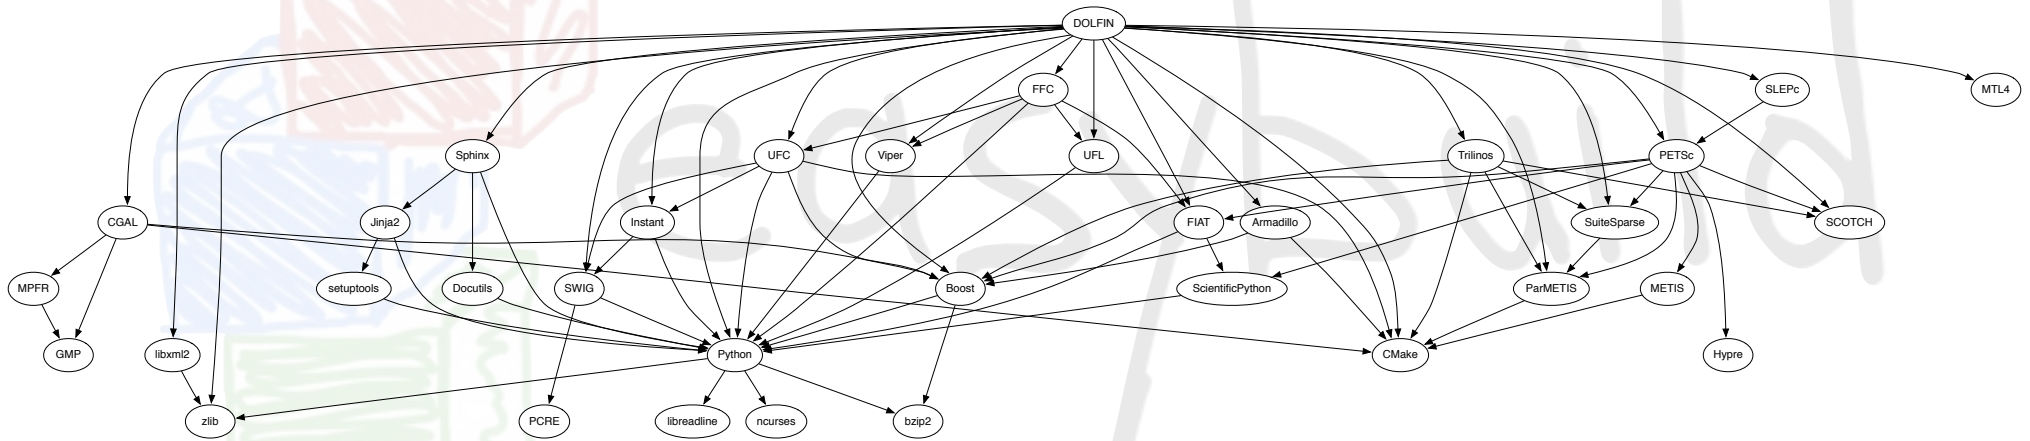 DOLFIN
FFC
SLEPc
MTL4
Sphinx
UFC
Viper
UFL
Trilinos
PETSc
CGAL
Jinja2
Instant
FIAT
Armadillo
SuiteSparse
SCOTCH
MPFR
setuptools
Docutils
SWIG
Boost
ScientificPython
ParMETIS
METIS
GMP
libxml2
Python
CMake
Hypre
zlib
PCRE
libreadline
ncurses
bzip2
easybuild